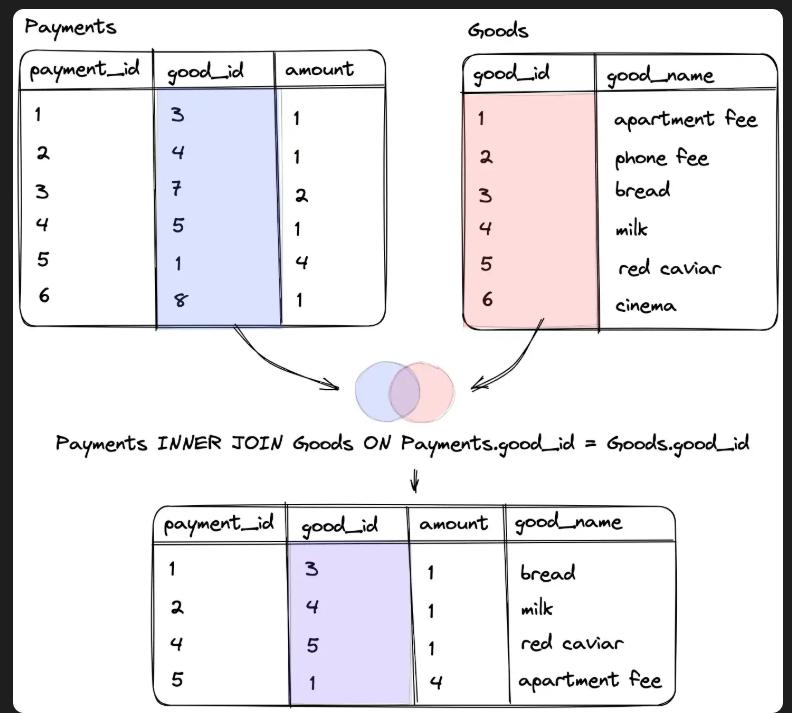 Payments
payment_id good_id amount
1 3 1
2 4 1
3 7 2
4 5 1
5 1 4
6 8 1
Goods
good_id good_name
1 apartment fee
2 phone fee
3 bread
4 milk
5 red caviar
6 cinema
Payments INNER JOIN Goods ON Payments.good_id = Goods.good_id
payment_id good_id amount good_name
1 3 1 bread
2 4 1 milk
4 5 1 red caviar
5 1 4 apartment fee